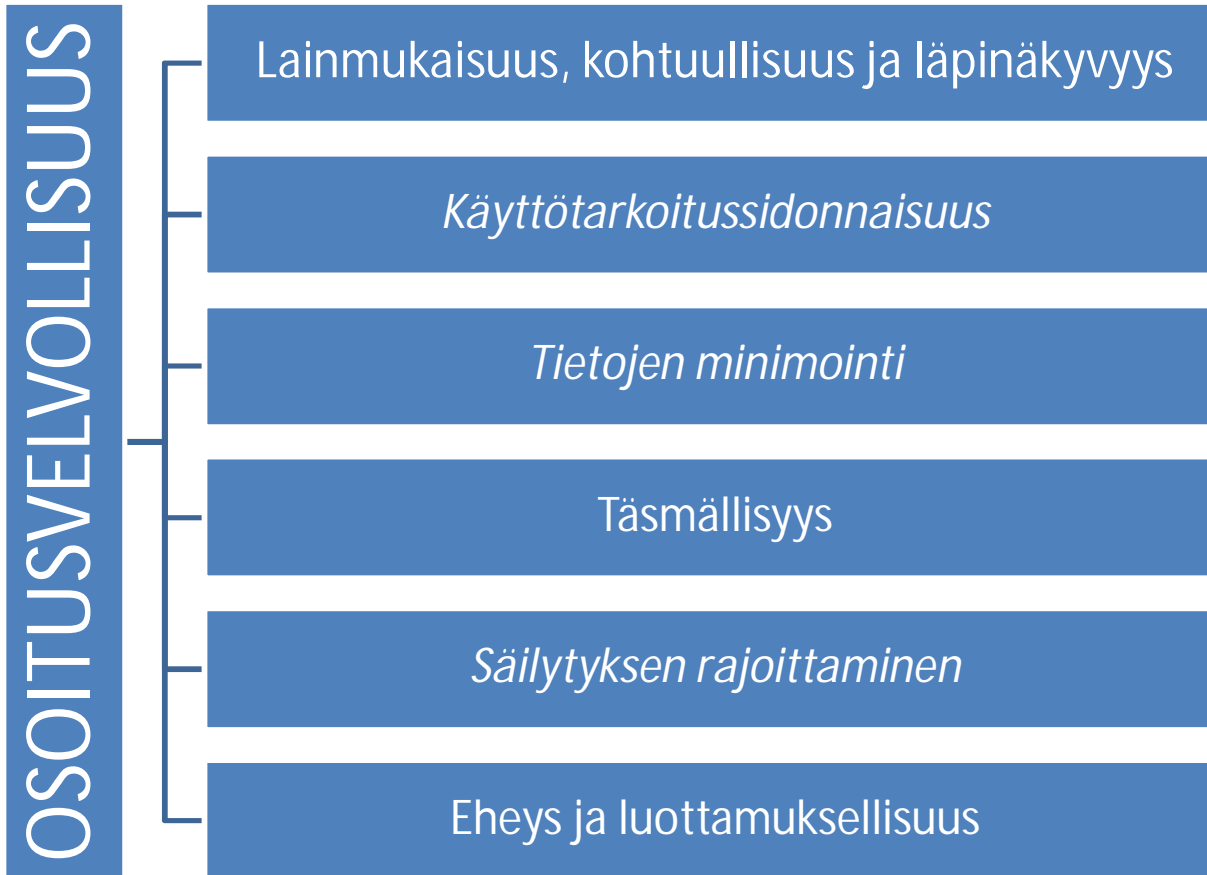 OSOITUSVELVOLLISUUS
Lainmukaisuus, kohtuullisuus ja läpinäkyvyys
Käyttötarkoitussidonnaisuus
Tietojen minimointi
Täsmällisyys
Säilytyksen rajoittaminen
Eheys ja luottamuksellisuus